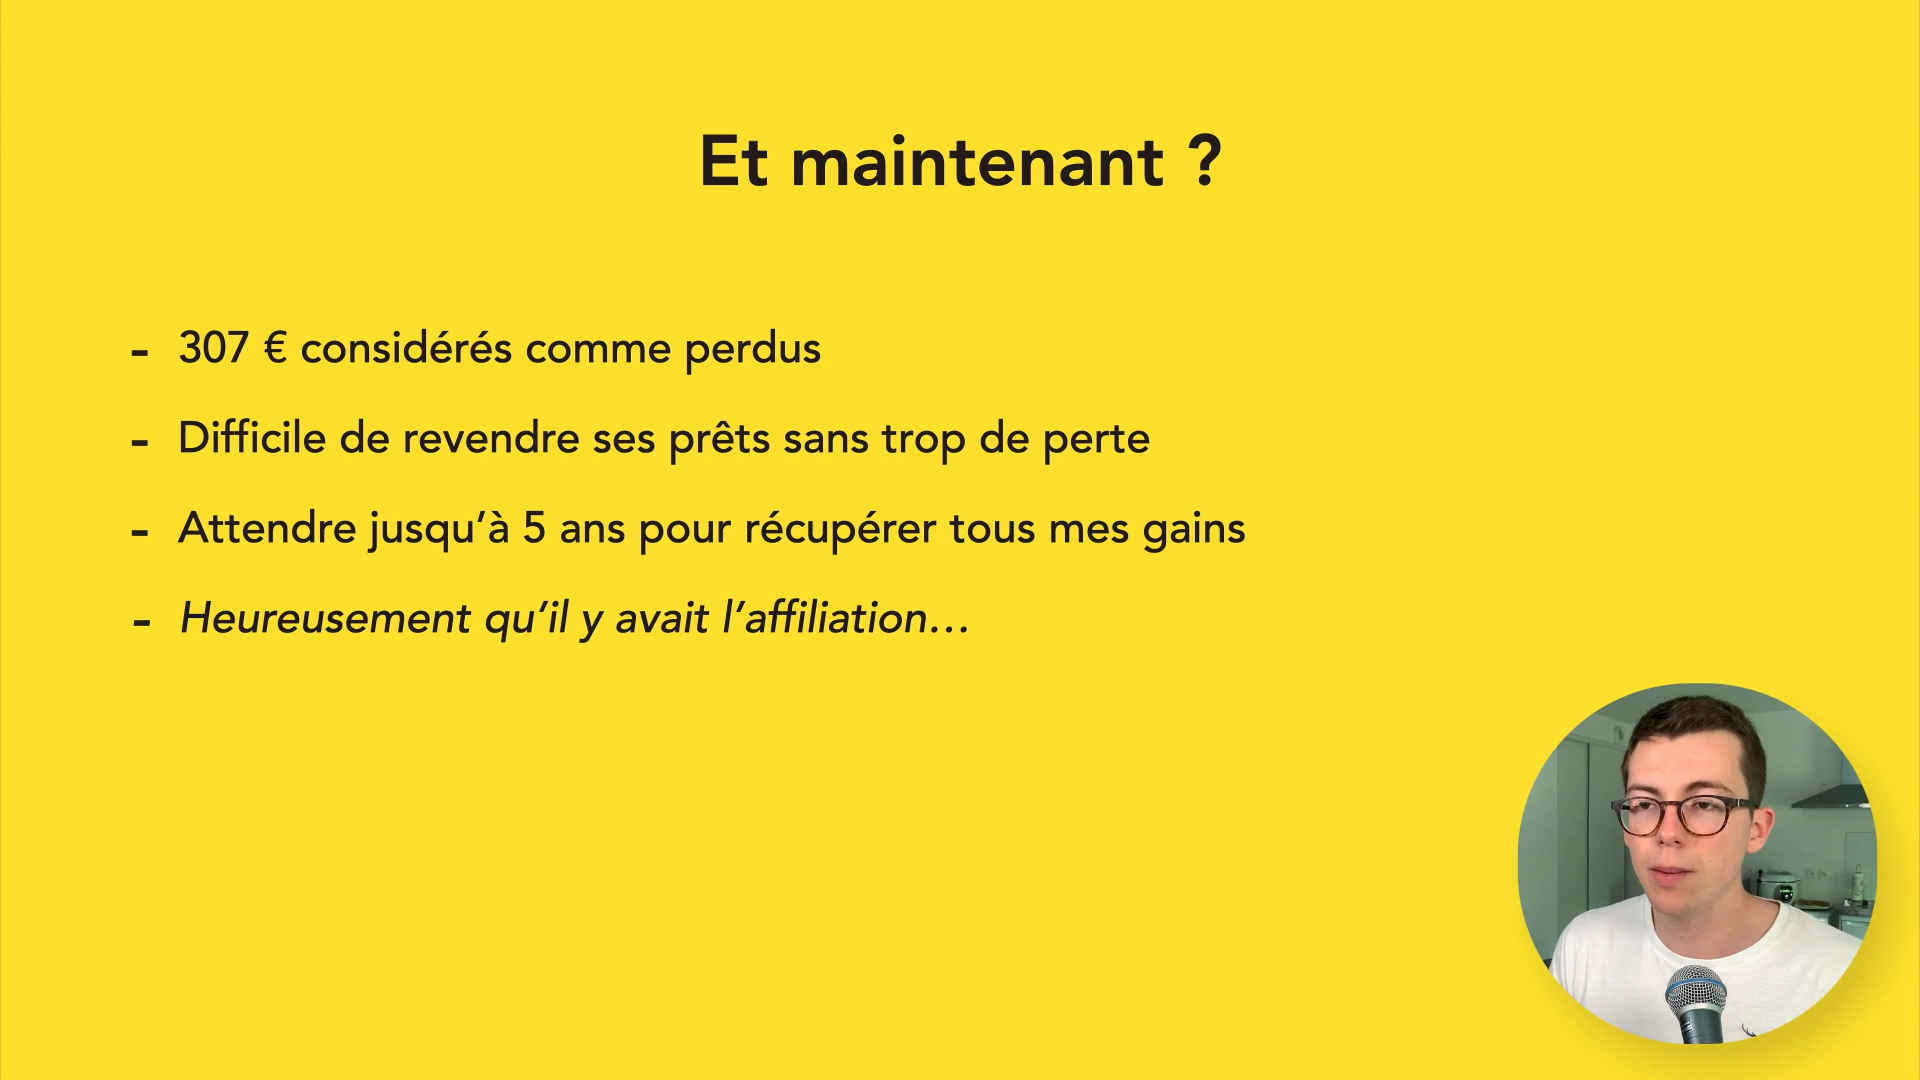 Et maintenant ?
- 307 € considérés comme perdus
- Difficile de revendre ses prêts sans trop de perte
- Attendre jusqu’à 5 ans pour récupérer tous mes gains
- Heureusement qu’il y avait l’affiliation…